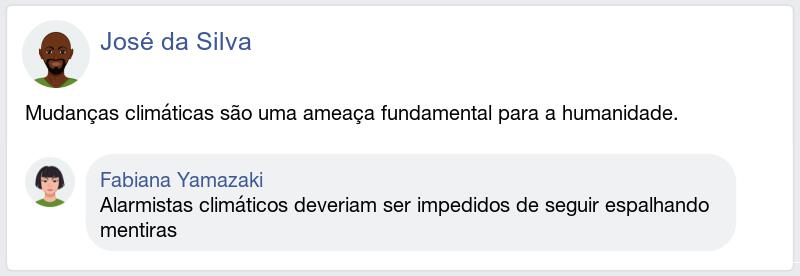 José da Silva
Mudanças climáticas são uma ameaça fundamental para a humanidade.
Fabiana Yamazaki
Alarmistas climáticos deveriam ser impedidos de seguir espalhando
mentiras